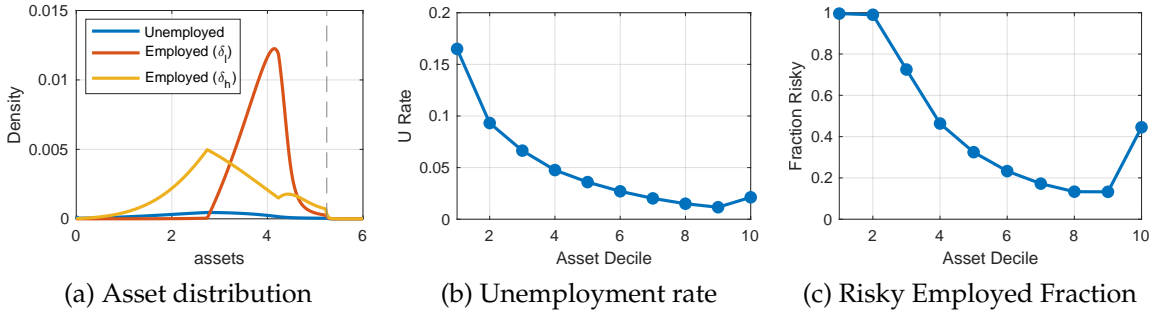 0.015
0.01
0.005
0
Density
Unemployed
Employed (δ_l)
Employed (δ_h)
0 2 4 6
assets
(a) Asset distribution
0.2
0.15
0.1
0.05
0
U Rate
2 4 6 8 10
Asset Decile
(b) Unemployment rate
1
0.8
0.6
0.4
0.2
0
Fraction Risky
2 4 6 8 10
Asset Decile
(c) Risky Employed Fraction